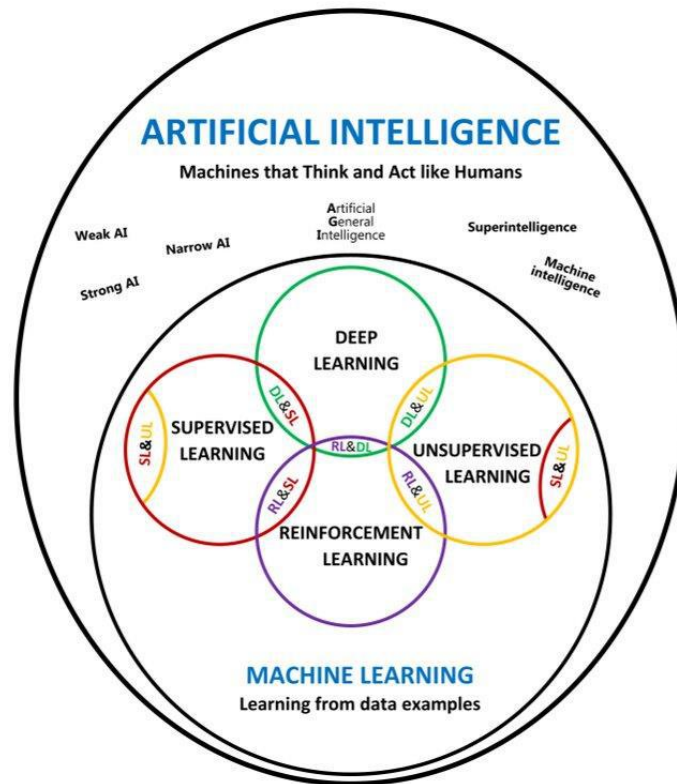 ARTIFICIAL INTELLIGENCE
Machines that Think and Act like Humans
Weak AI
Narrow AI
Strong AI
Artificial
General
Intelligence
Superintelligence
Machine
intelligence
DEEP
LEARNING
DL&SL
DL&UL
SL&UL
SUPERVISED
LEARNING
RL&DL
UNSUPERVISED
LEARNING
SL&UL
RL&SL
RL&UL
REINFORCEMENT
LEARNING
MACHINE LEARNING
Learning from data examples